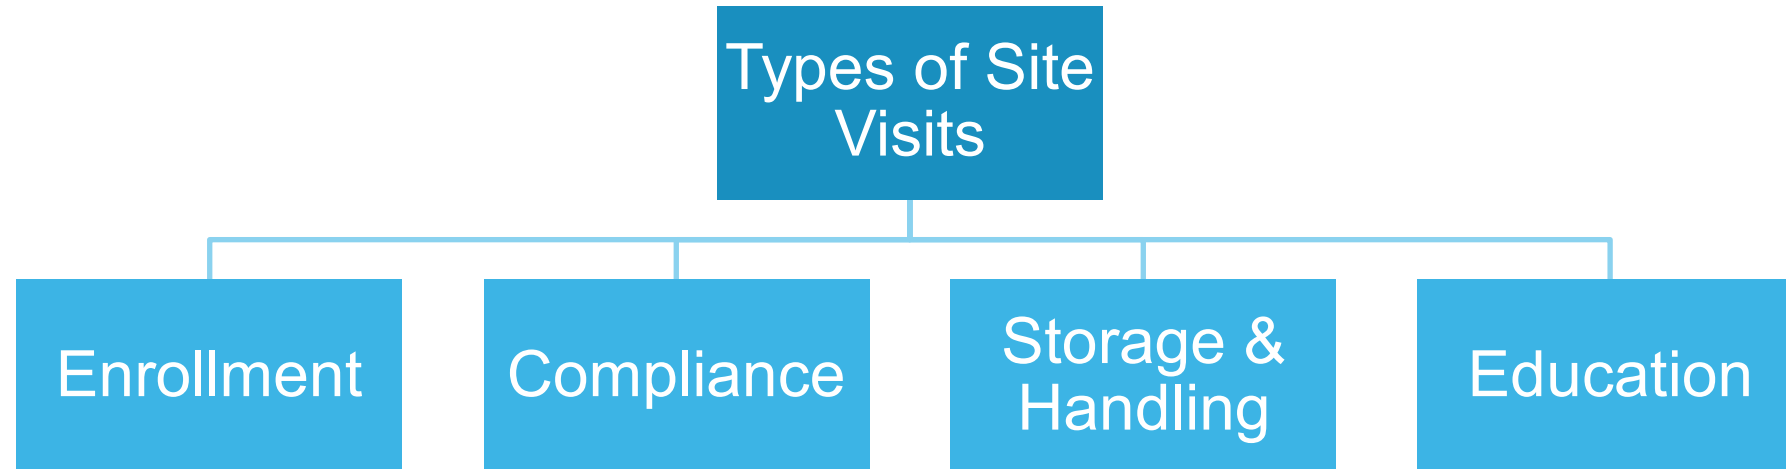 Types of Site
Visits
Enrollment
Compliance
Storage &
Handling
Education